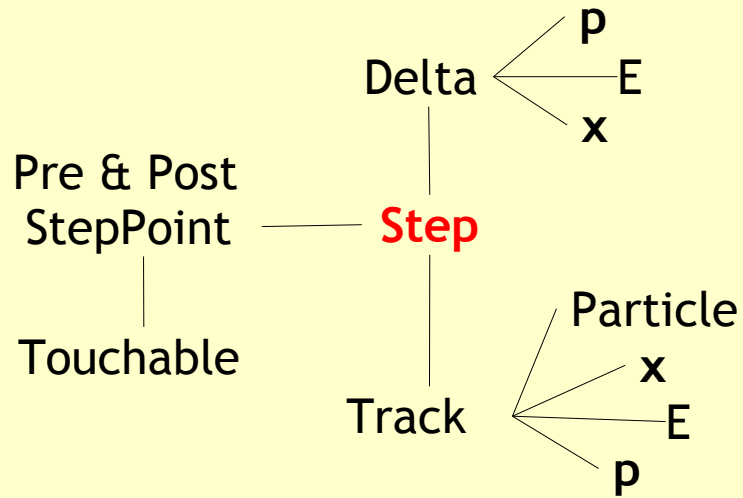 p
Delta
E
x
Pre & Post
StepPoint
Step
Touchable
Particle
x
Track
E
p